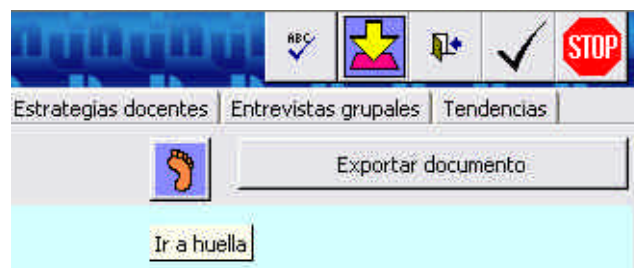 ABC
STOP
Estrategias docentes
Entrevistas grupales
Tendencias
Exportar documento
Ir a huella